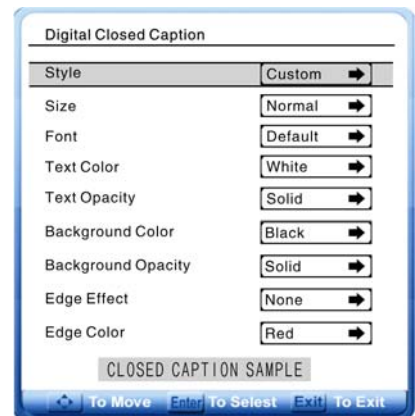 Digital Closed Caption
Style Custom
Size Normal
Font Default
Text Color White
Text Opacity Solid
Background Color Black
Background Opacity Solid
Edge Effect None
Edge Color Red
CLOSED CAPTION SAMPLE
To Move Enter To Selest Exit To Exit